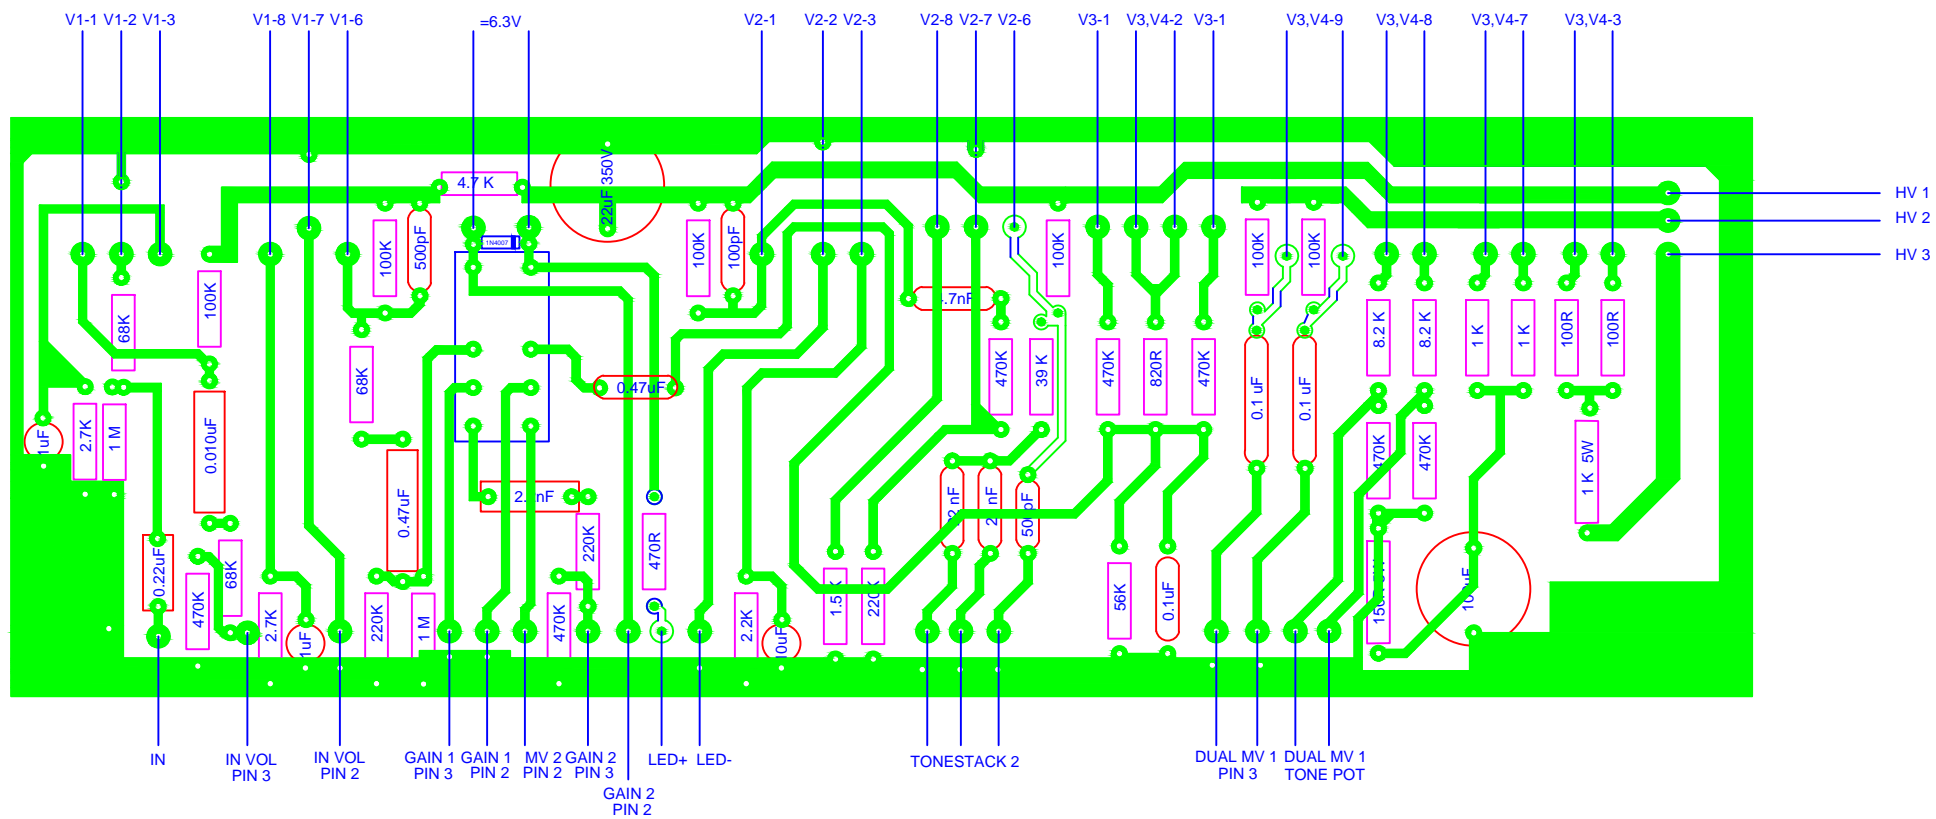 V1-1 V1-2 V1-3
V1-8 V1-7 V1-6
=6.3V
V2-1
V2-2 V2-3
V2-8 V2-7 V2-6
V3-1
V3,V4-2
V3-1
V3,V4-9
V3,V4-8
V3,V4-7
V3,V4-3
HV 1
HV 2
HV 3
4.7 K
22uF 350V
1N4007
100K
500pF
100K
100pF
100K
100K
100K
100K
68K
68K
4.7nF
470K
39 K
470K
820R
470K
0.1 uF
0.1 uF
8.2 K
8.2 K
1 K
1 K
100R
100R
0.47uF
1uF
2.7K
1 M
0.010uF
0.47uF
470K
470K
1 K 5W
500pF
0.22uF
470K
68K
2.7K
1uF
220K
1 M
220K
470K
470R
2.2K
220K
56K
0.1uF
IN
IN VOL
PIN 3
IN VOL
PIN 2
GAIN 1
PIN 3
GAIN 1
PIN 2
MV 2
PIN 2
GAIN 2
PIN 3
GAIN 2
PIN 2
LED+ LED-
TONESTACK 2
DUAL MV 1
PIN 3
DUAL MV 1
TONE POT